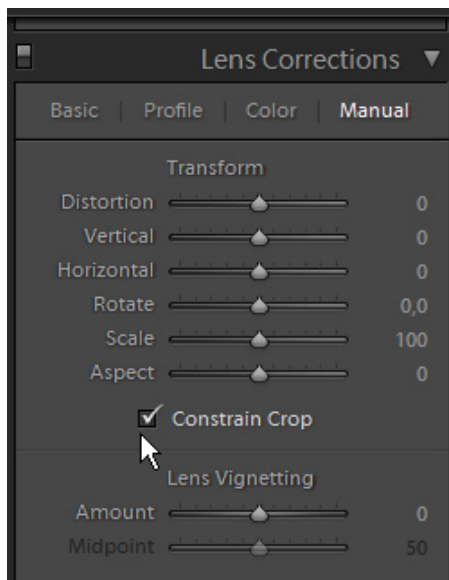 Lens Corrections
Basic | Profile | Color | Manual
Transform
Distortion 0
Vertical 0
Horizontal 0
Rotate 0,0
Scale 100
Aspect 0
Constrain Crop
Lens Vignetting
Amount 0
Midpoint 50